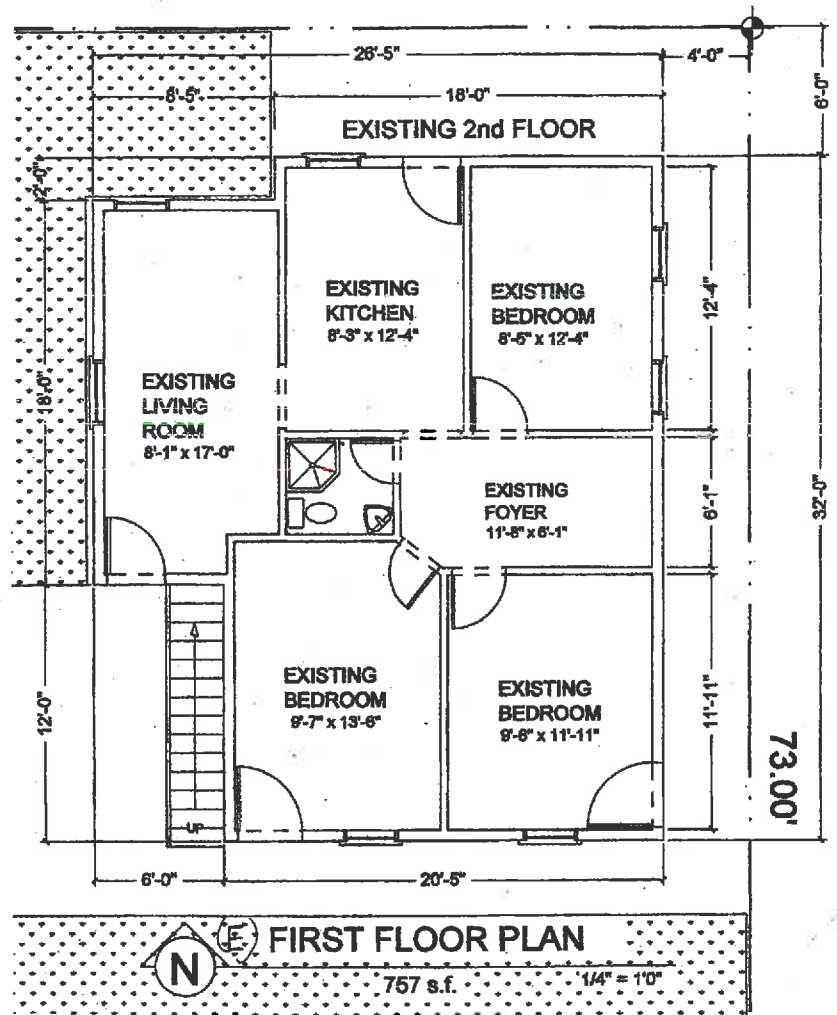 26'-5"
4'-0"
8'-5"
18'-0"
6'-0"
EXISTING 2nd FLOOR
2'-0"
EXISTING
KITCHEN
8'-3" x 12'-4"
EXISTING
BEDROOM
8'-5" x 12'-4"
12'-4"
18'-0"
EXISTING
LIVING
ROOM
8'-1" x 17'-0"
EXISTING
FOYER
11'-8" x 6'-1"
6'-1"
32'-0"
EXISTING
BEDROOM
9'-7" x 13'-6"
EXISTING
BEDROOM
9'-6" x 11'-11"
11'-11"
12'-0"
73.00'
UP
6'-0"
20'-5"
N
E
FIRST FLOOR PLAN
757 s.f.
1/4" = 1'0"